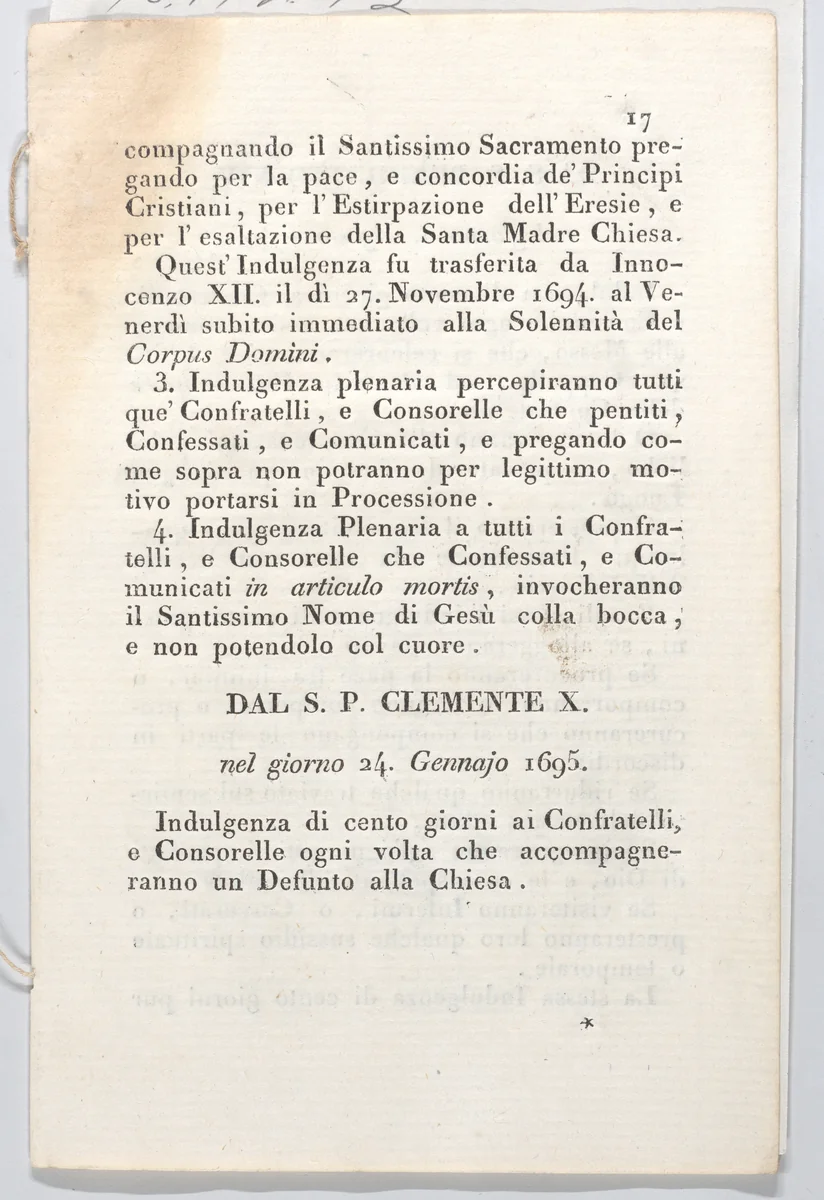 17
compagnando il Santissimo Sacramento pre-
gando per la pace, e concordia de' Principi
Cristiani, per l'Estirpazione dell'Eresie, e
per l'esaltazione della Santa Madre Chiesa.
Quest' Indulgenza fu trasferita da Inno-
cenzo XII. il dì 27. Novembre 1694. al Ve-
nerdì subito immediato alla Solennità del
Corpus Domini.
3. Indulgenza plenaria percepiranno tutti
que' Confratelli, e Consorelle che pentiti,
Confessati, e Comunicati, e pregando co-
me sopra non potranno per legittimo mo-
tivo portarsi in Processione.
4. Indulgenza Plenaria a tutti i Confra-
telli, e Consorelle che Confessati, e Co-
municati in articulo mortis, invocheranno
il Santissimo Nome di Gesù colla bocca,
e non potendolo col cuore.
DAL S. P. CLEMENTE X.
nel giorno 24. Gennajo 1695.
Indulgenza di cento giorni ai Confratelli,
e Consorelle ogni volta che accompagne-
ranno un Defunto alla Chiesa.
*